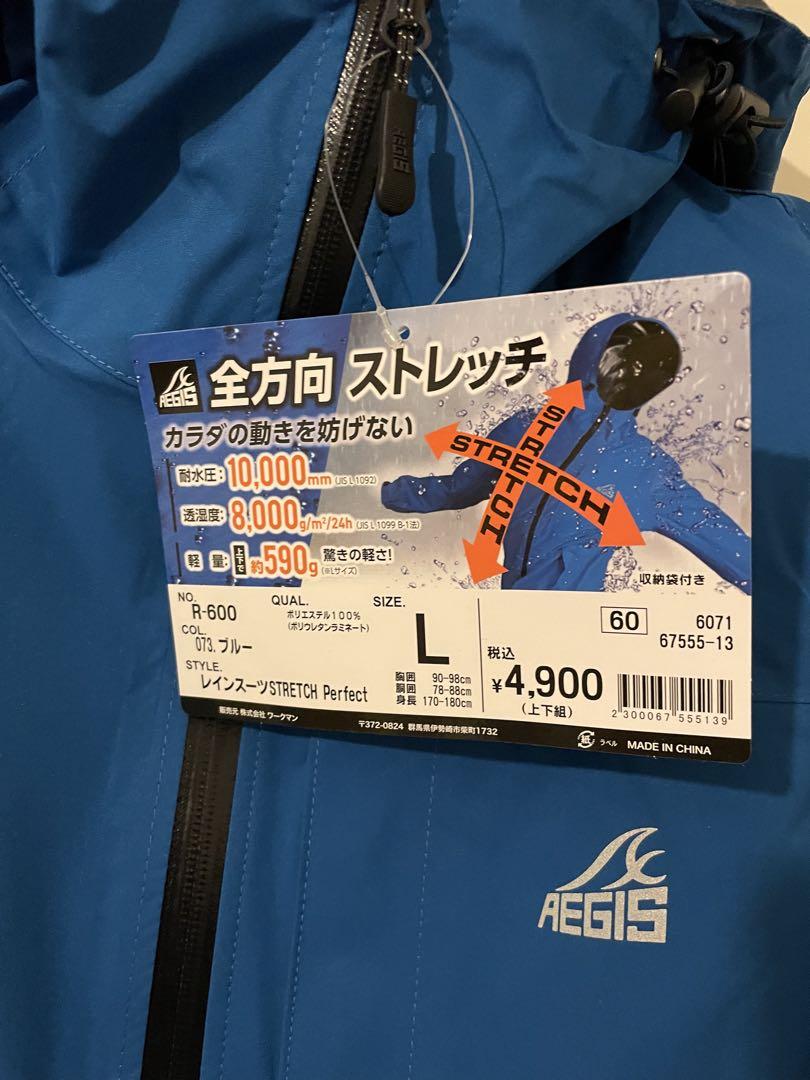 AEGIS
AEGIS
全方向 ストレッチ
カラダの動きを妨げない
耐水圧: 10,000mm (JIS L 1092)
透湿度: 8,000g/m²/24h (JIS L 1099 B-1法)
軽 量: 上下で 約590g 驚きの軽さ! (※Lサイズ)
STRETCH
STRETCH
収納袋付き
NO.
R-600
COL.
073.ブルー
QUAL.
ポリエステル100%
(ポリウレタンラミネート)
SIZE.
L
STYLE.
レインスーツSTRETCH Perfect
胸囲 90-98cm
胴囲 78-88cm
身長 170-180cm
60
6071
67555-13
税込
¥4,900
(上下組)
2 300067 555139
販売元 株式会社 ワークマン
〒372-0824 群馬県伊勢崎市柴町1732
紙 ラベル
MADE IN CHINA
AEGIS